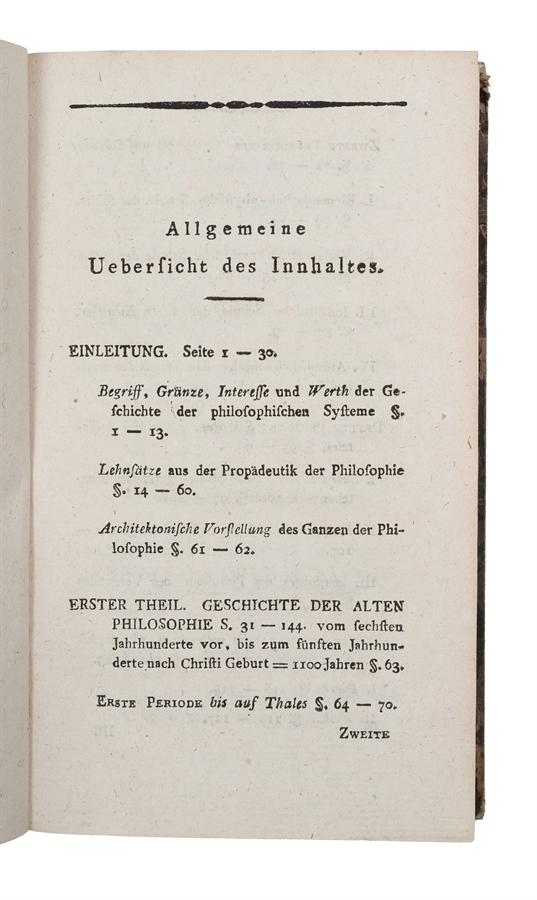 Allgemeine
Ueberſicht des Innhaltes.
EINLEITUNG. Seite 1 — 30.
Begriff, Gränze, Intereſſe und Werth der Ge-
ſchichte der philoſophiſchen Syſteme §.
1 — 13.
Lehnſätze aus der Propädeutik der Philoſophie
§. 14 — 60.
Architektoniſche Vorſtellung des Ganzen der Phi-
loſophie §. 61 — 62.
ERSTER THEIL. GESCHICHTE DER ALTEN
PHILOSOPHIE S. 31 — 144. vom ſechſten
Jahrhunderte vor, bis zum fünften Jahrhun-
derte nach Chriſti Geburt = 1100 Jahren §. 63.
ERSTE PERIODE bis auf Thales §. 64 — 70.
ZWEITE